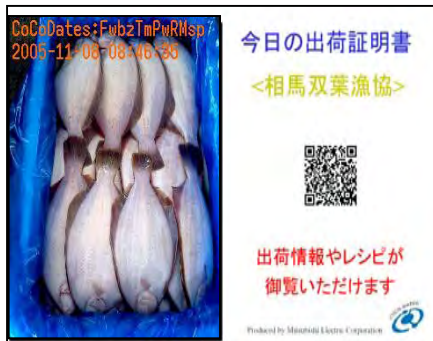 CoCoDates:FwbzTmPwRMsp
2005-11-08 08:46:35
今日の出荷証明書
<相馬双葉漁協>
出荷情報やレシピが
御覧いただけます
Produced by Mitsubishi Electric Corporation